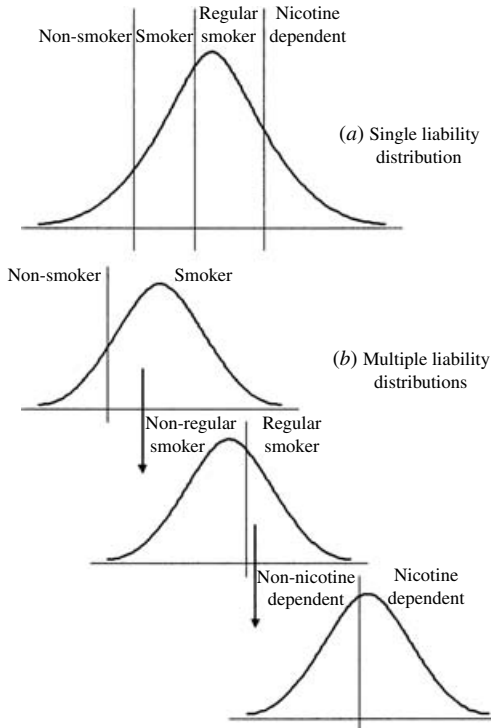 Non-smoker Smoker Regular smoker Nicotine dependent
(a) Single liability
distribution
Non-smoker Smoker
(b) Multiple liability
distributions
Non-regular smoker Regular smoker
Non-nicotine dependent Nicotine dependent